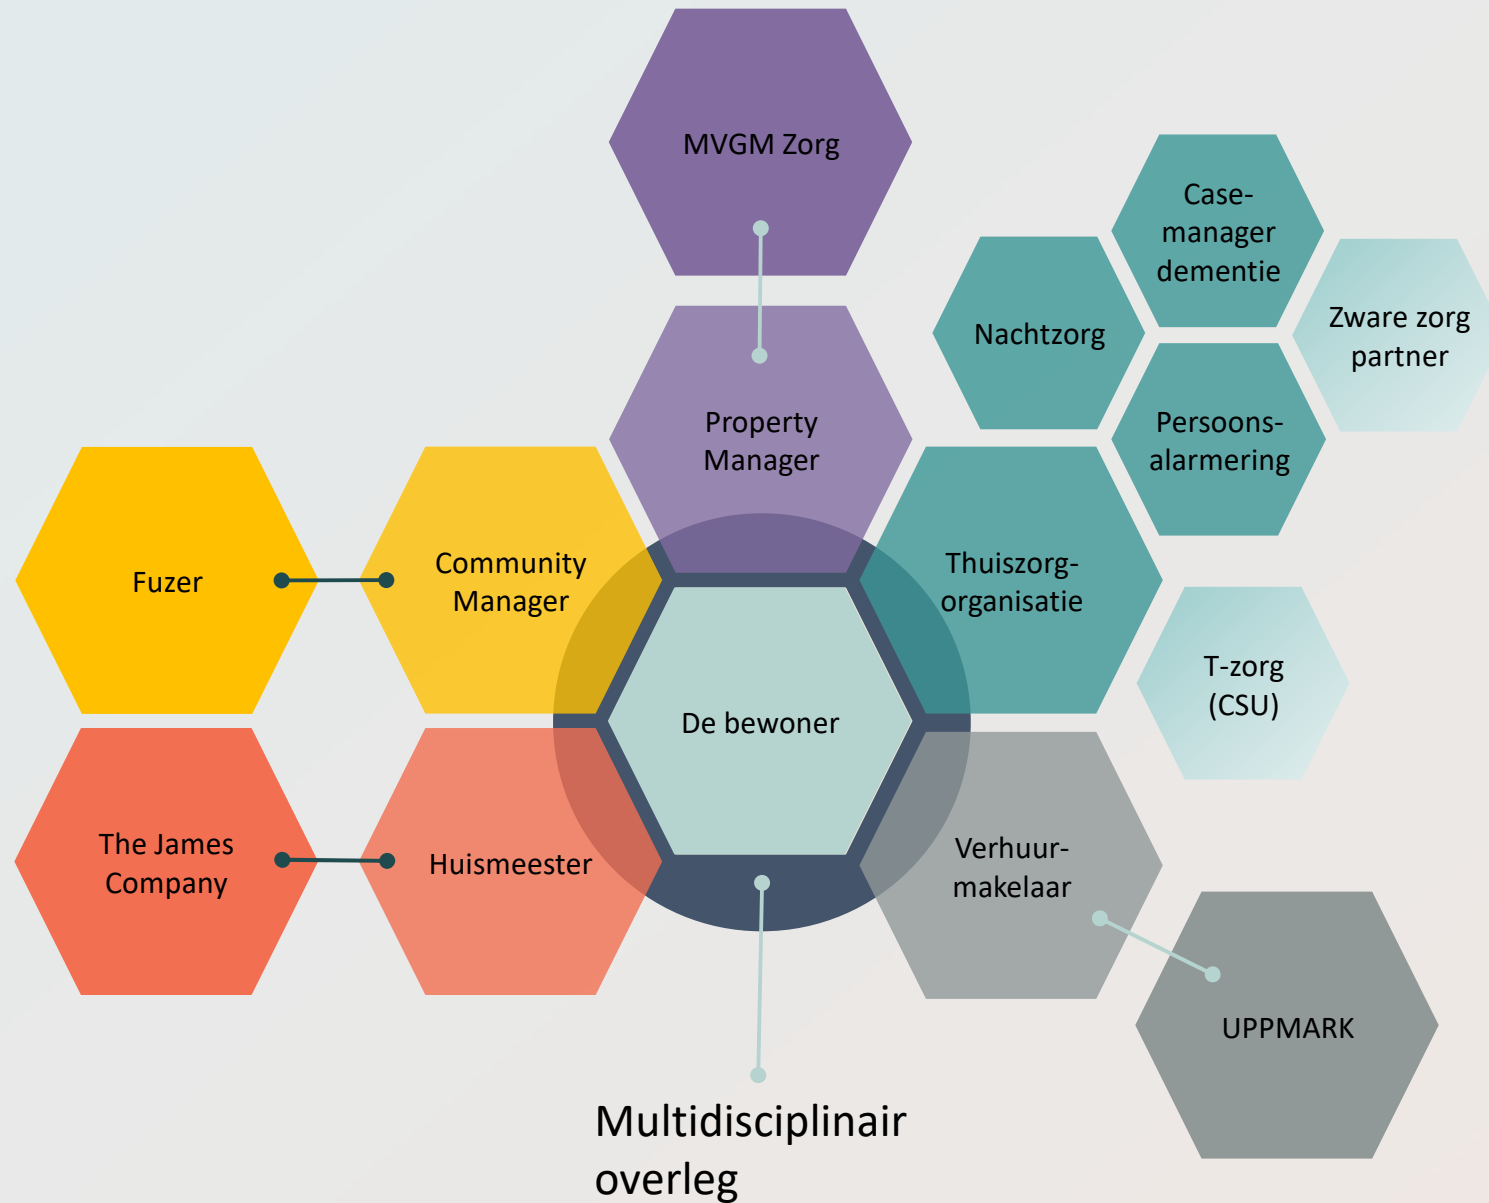 MVGM Zorg
Case-
manager
dementie
Nachtzorg
Zware zorg
partner
Persoons-
alarmering
Property
Manager
Fuzer
Community
Manager
Thuiszorg-
organisatie
T-zorg
(CSU)
De bewoner
The James
Company
Huismeester
Verhuur-
makelaar
UPPMARK
Multidisciplinair
overleg